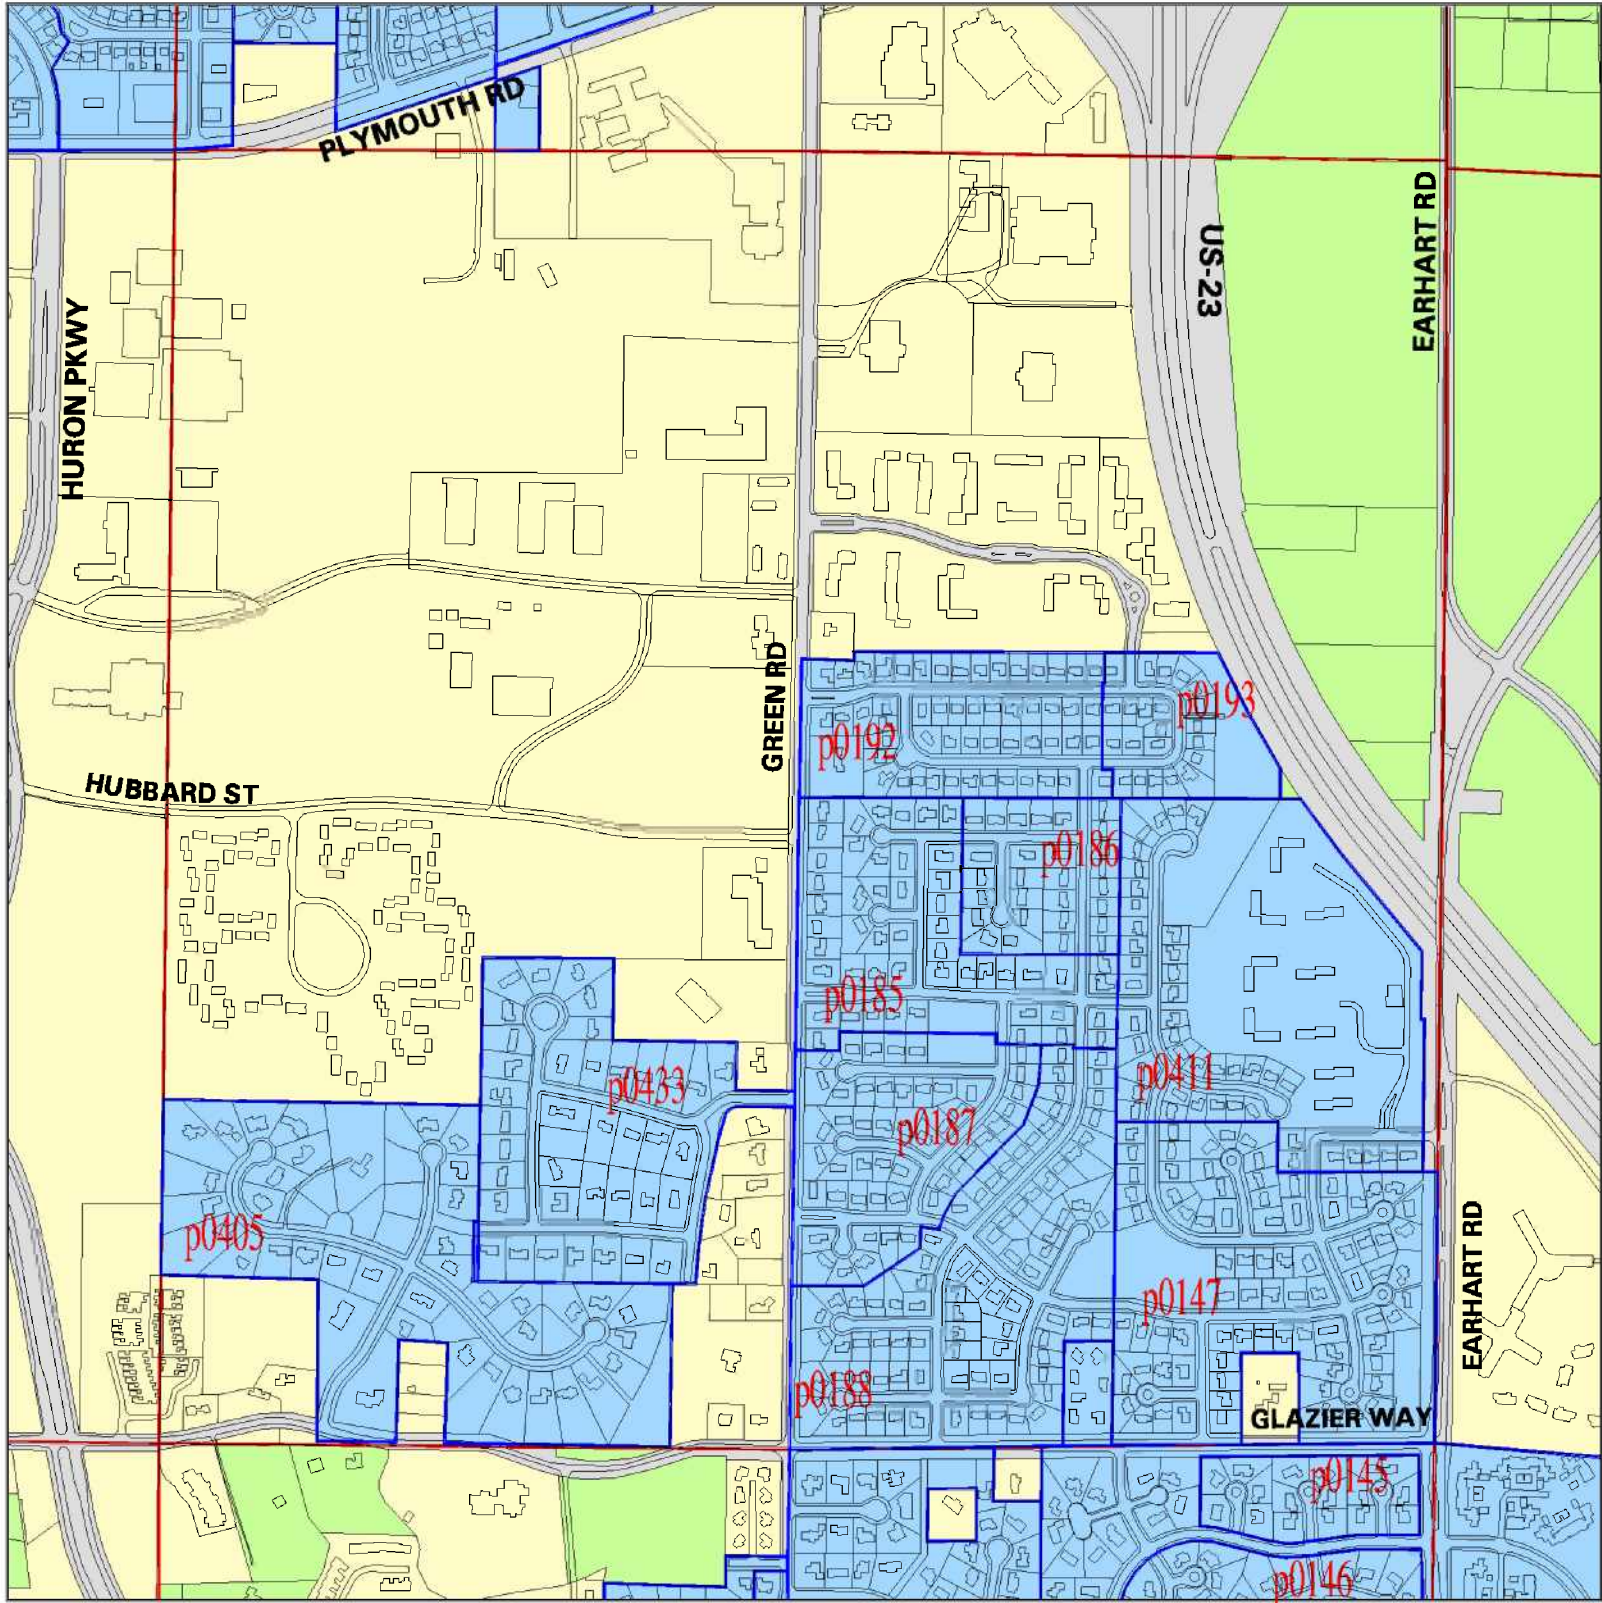 PLYMOUTH RD
EARHART RD
US-23
HURON PKWY
GREEN RD
p0193
p0192
HUBBARD ST
p0186
p0185
p0433
p0411
p0187
p0405
EARHART RD
p0147
p0188
GLAZIER WAY
p0145
p0146